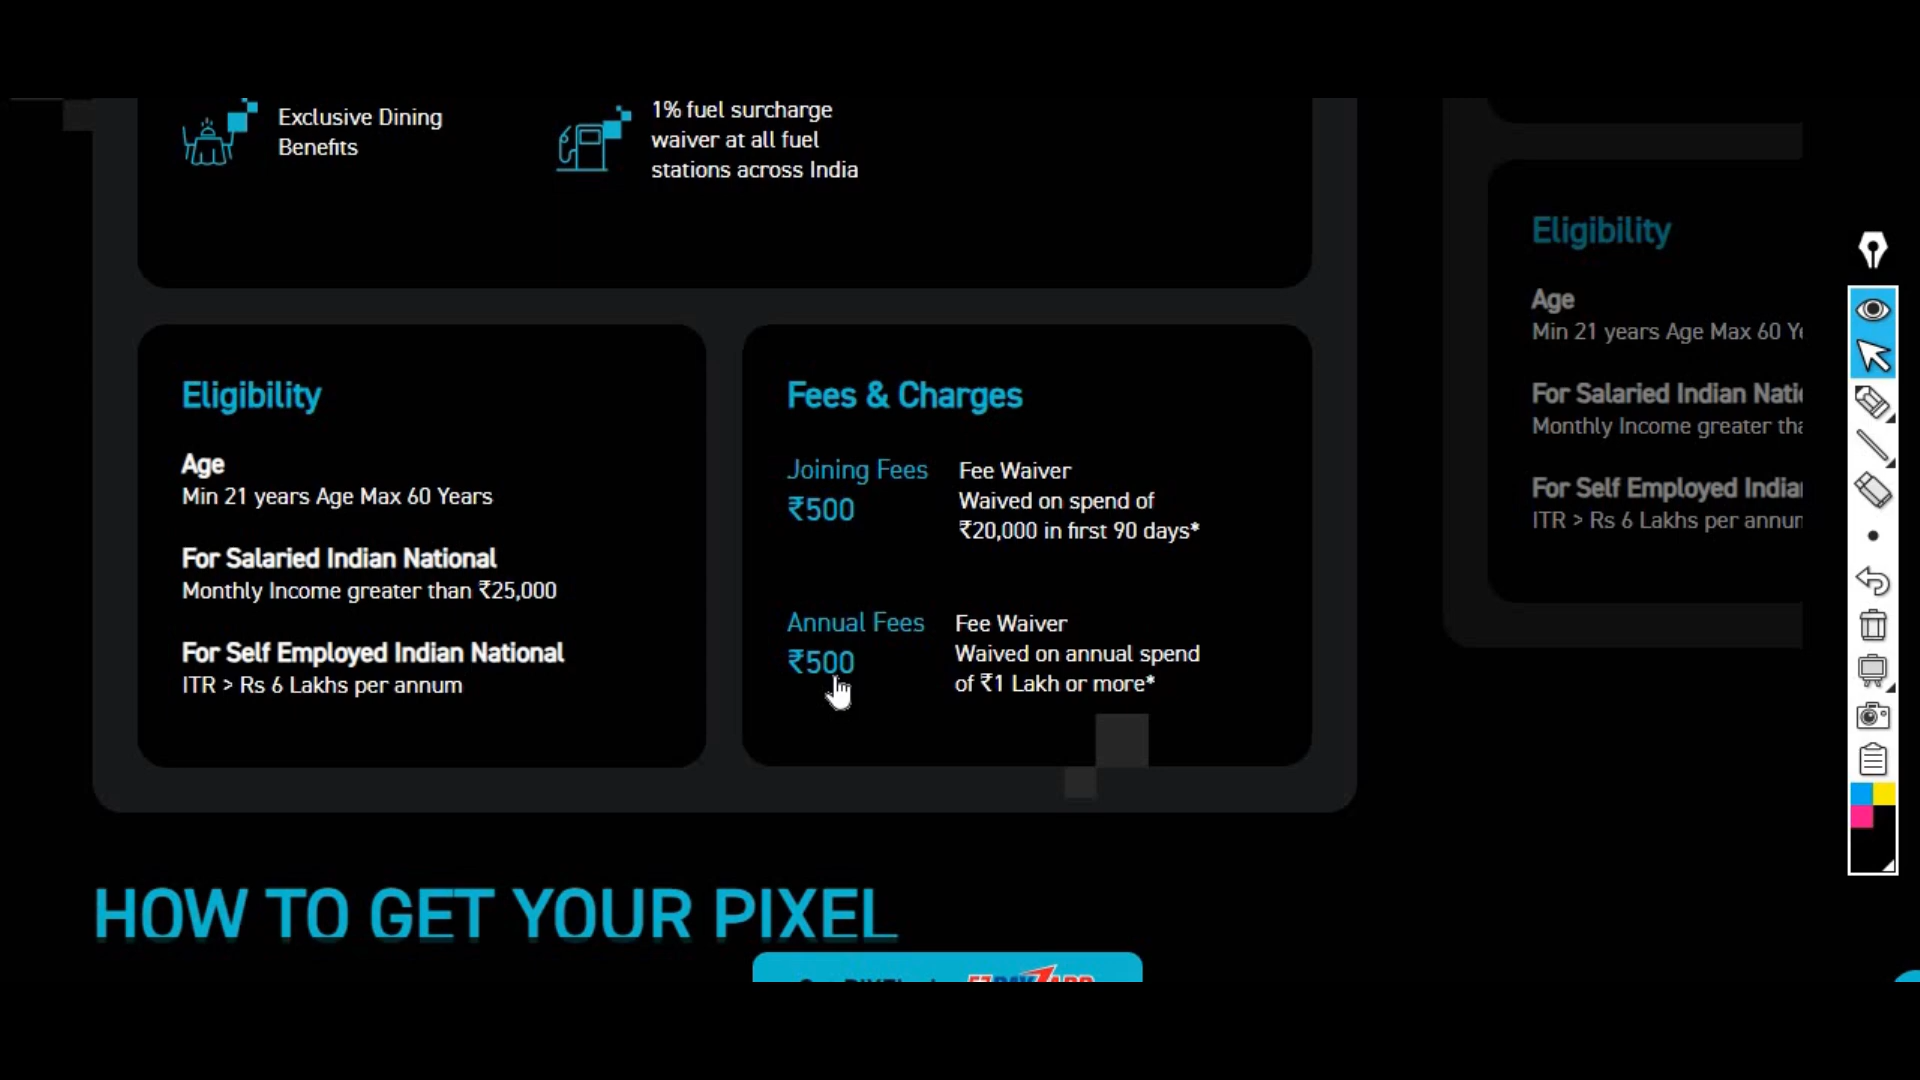 Exclusive Dining
Benefits
1% fuel surcharge
waiver at all fuel
stations across India
Eligibility
Age
Min 21 years Age Max 60 Years
For Salaried Indian National
Monthly Income greater than ₹25,000
For Self Employed Indian National
ITR > Rs 6 Lakhs per annum
Fees & Charges
Joining Fees
₹500
Fee Waiver
Waived on spend of
₹20,000 in first 90 days*
Annual Fees
₹500
Fee Waiver
Waived on annual spend
of ₹1 Lakh or more*
Eligibility
Age
Min 21 years Age Max 60
For Salaried Indian
Monthly Income greater
For Self Employed
ITR > Rs 6 Lakhs per
HOW TO GET YOUR PIXEL